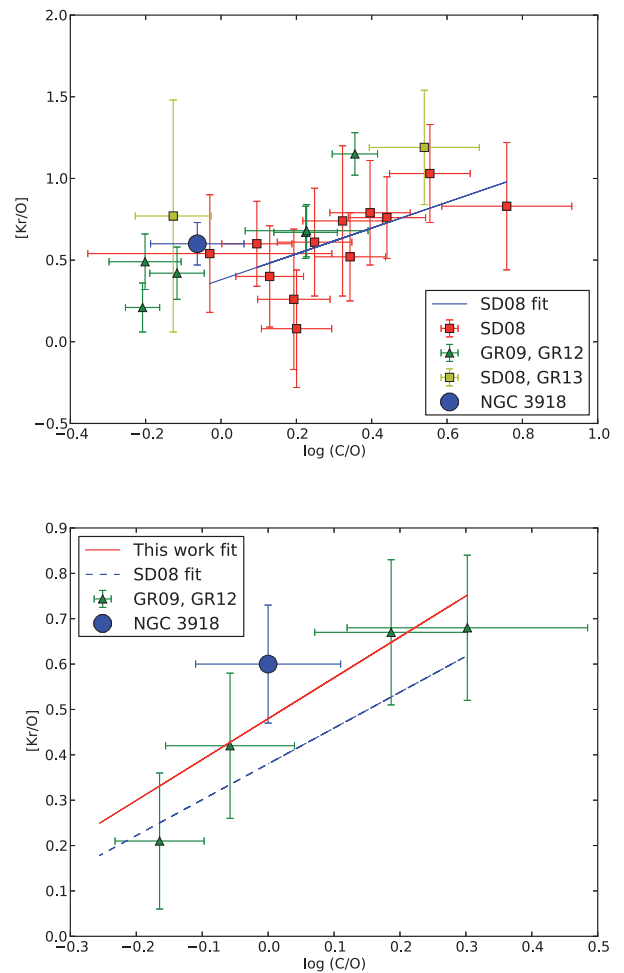 2.0
1.5
1.0
0.5
0.0
−0.5
[Kr/O]
SD08 fit
SD08
GR09, GR12
SD08, GR13
NGC 3918
−0.4 −0.2 0.0 0.2 0.4 0.6 0.8 1.0
log (C/O)
0.9
0.8
0.7
0.6
0.5
0.4
0.3
0.2
0.1
0.0
[Kr/O]
This work fit
SD08 fit
GR09, GR12
NGC 3918
−0.3 −0.2 −0.1 0.0 0.1 0.2 0.3 0.4 0.5
log (C/O)